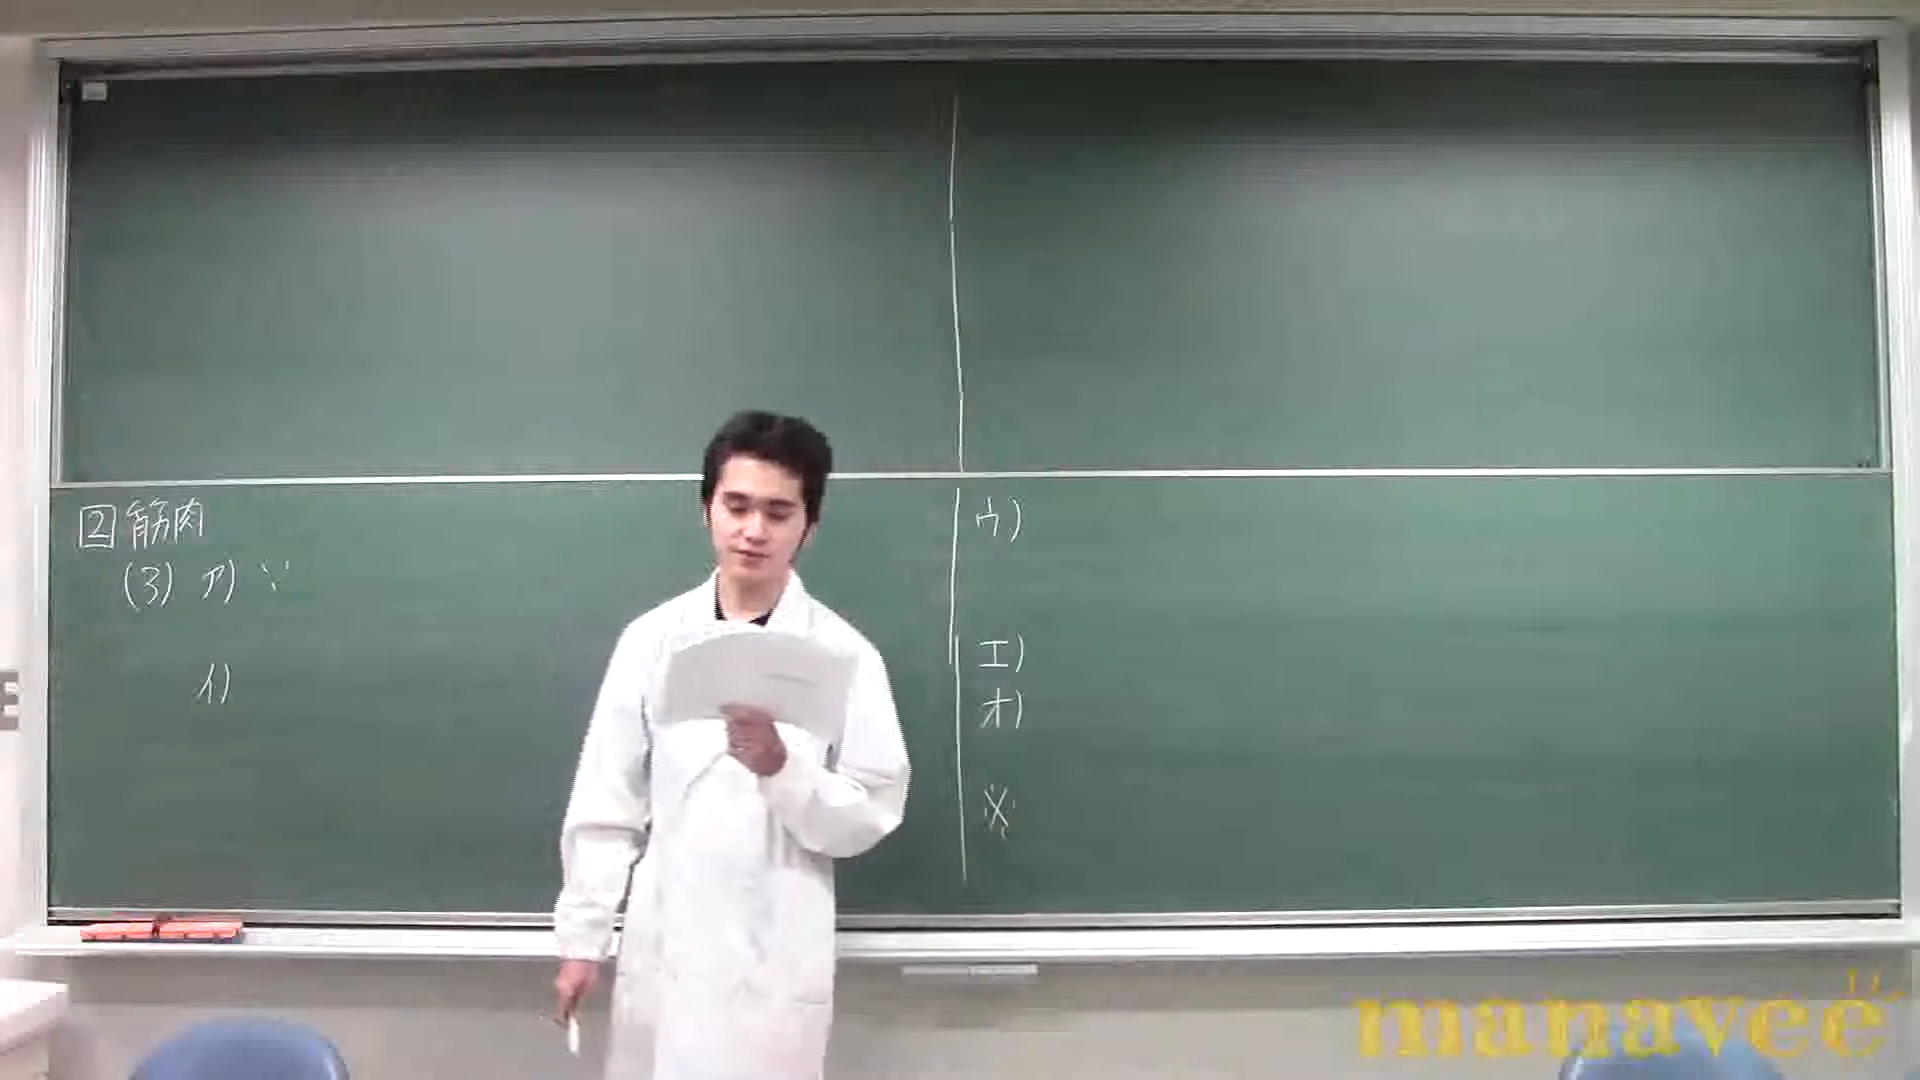 2 筋肉
(3) ア) ∵
イ)
ウ)
エ)
オ)
※
manavee